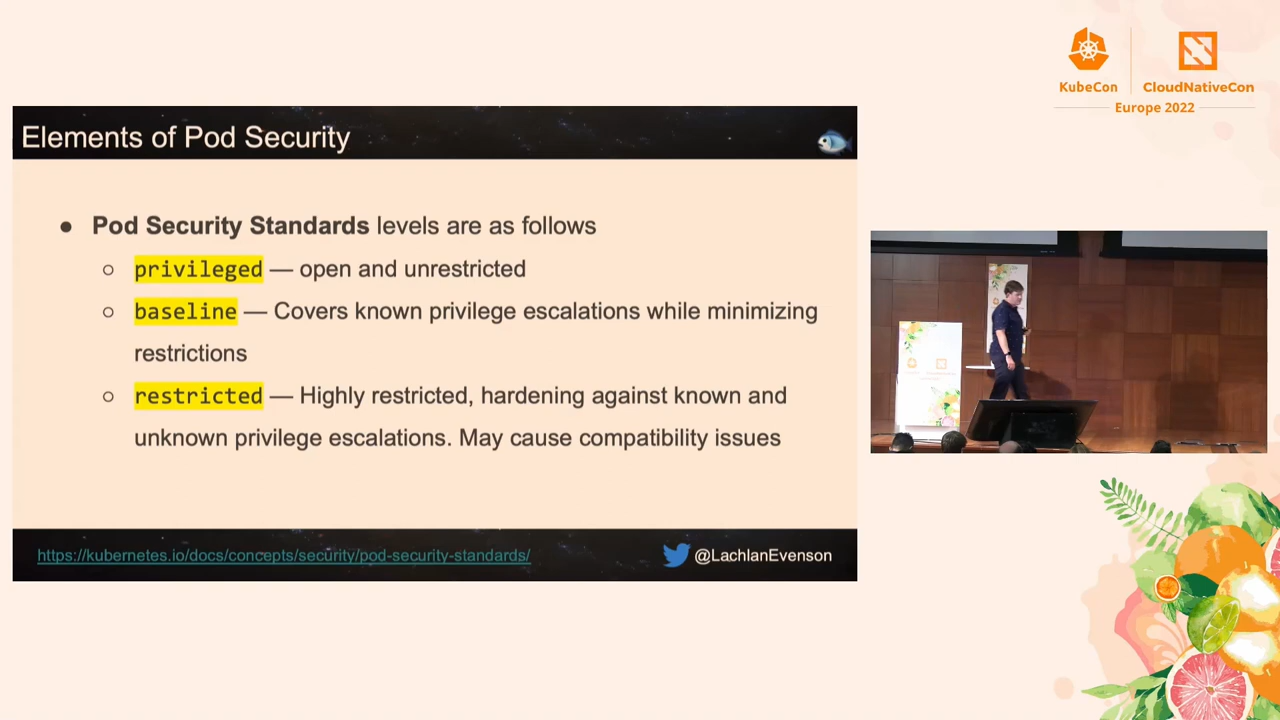 KubeCon
CloudNativeCon
Europe 2022
Elements of Pod Security
● Pod Security Standards levels are as follows
○ privileged — open and unrestricted
○ baseline — Covers known privilege escalations while minimizing
restrictions
○ restricted — Highly restricted, hardening against known and
unknown privilege escalations. May cause compatibility issues
https://kubernetes.io/docs/concepts/security/pod-security-standards/
@LachlanEvenson